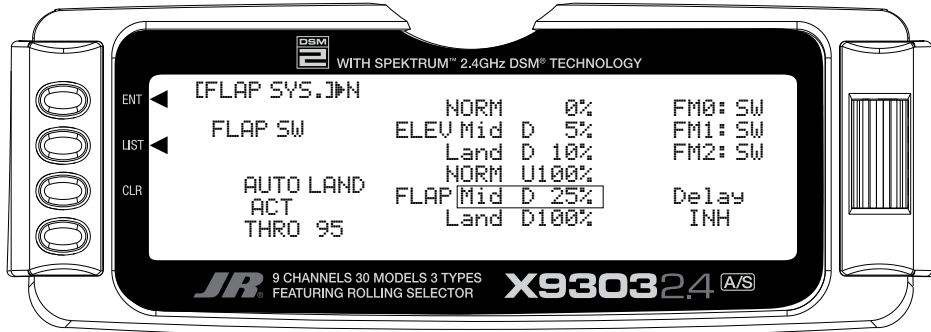 DSM
2
WITH SPEKTRUM™ 2.4GHz DSM® TECHNOLOGY
ENT
LIST
CLR
[FLAP SYS.]▶N
FLAP SW
AUTO LAND
ACT
THRO 95
NORM 0%
ELEV Mid D 5%
Land D 10%
NORM U100%
FLAP Mid D 25%
Land D100%
FM0: SW
FM1: SW
FM2: SW
Delay
INH
JR®
9 CHANNELS 30 MODELS 3 TYPES
FEATURING ROLLING SELECTOR
X9303 2.4 A/S